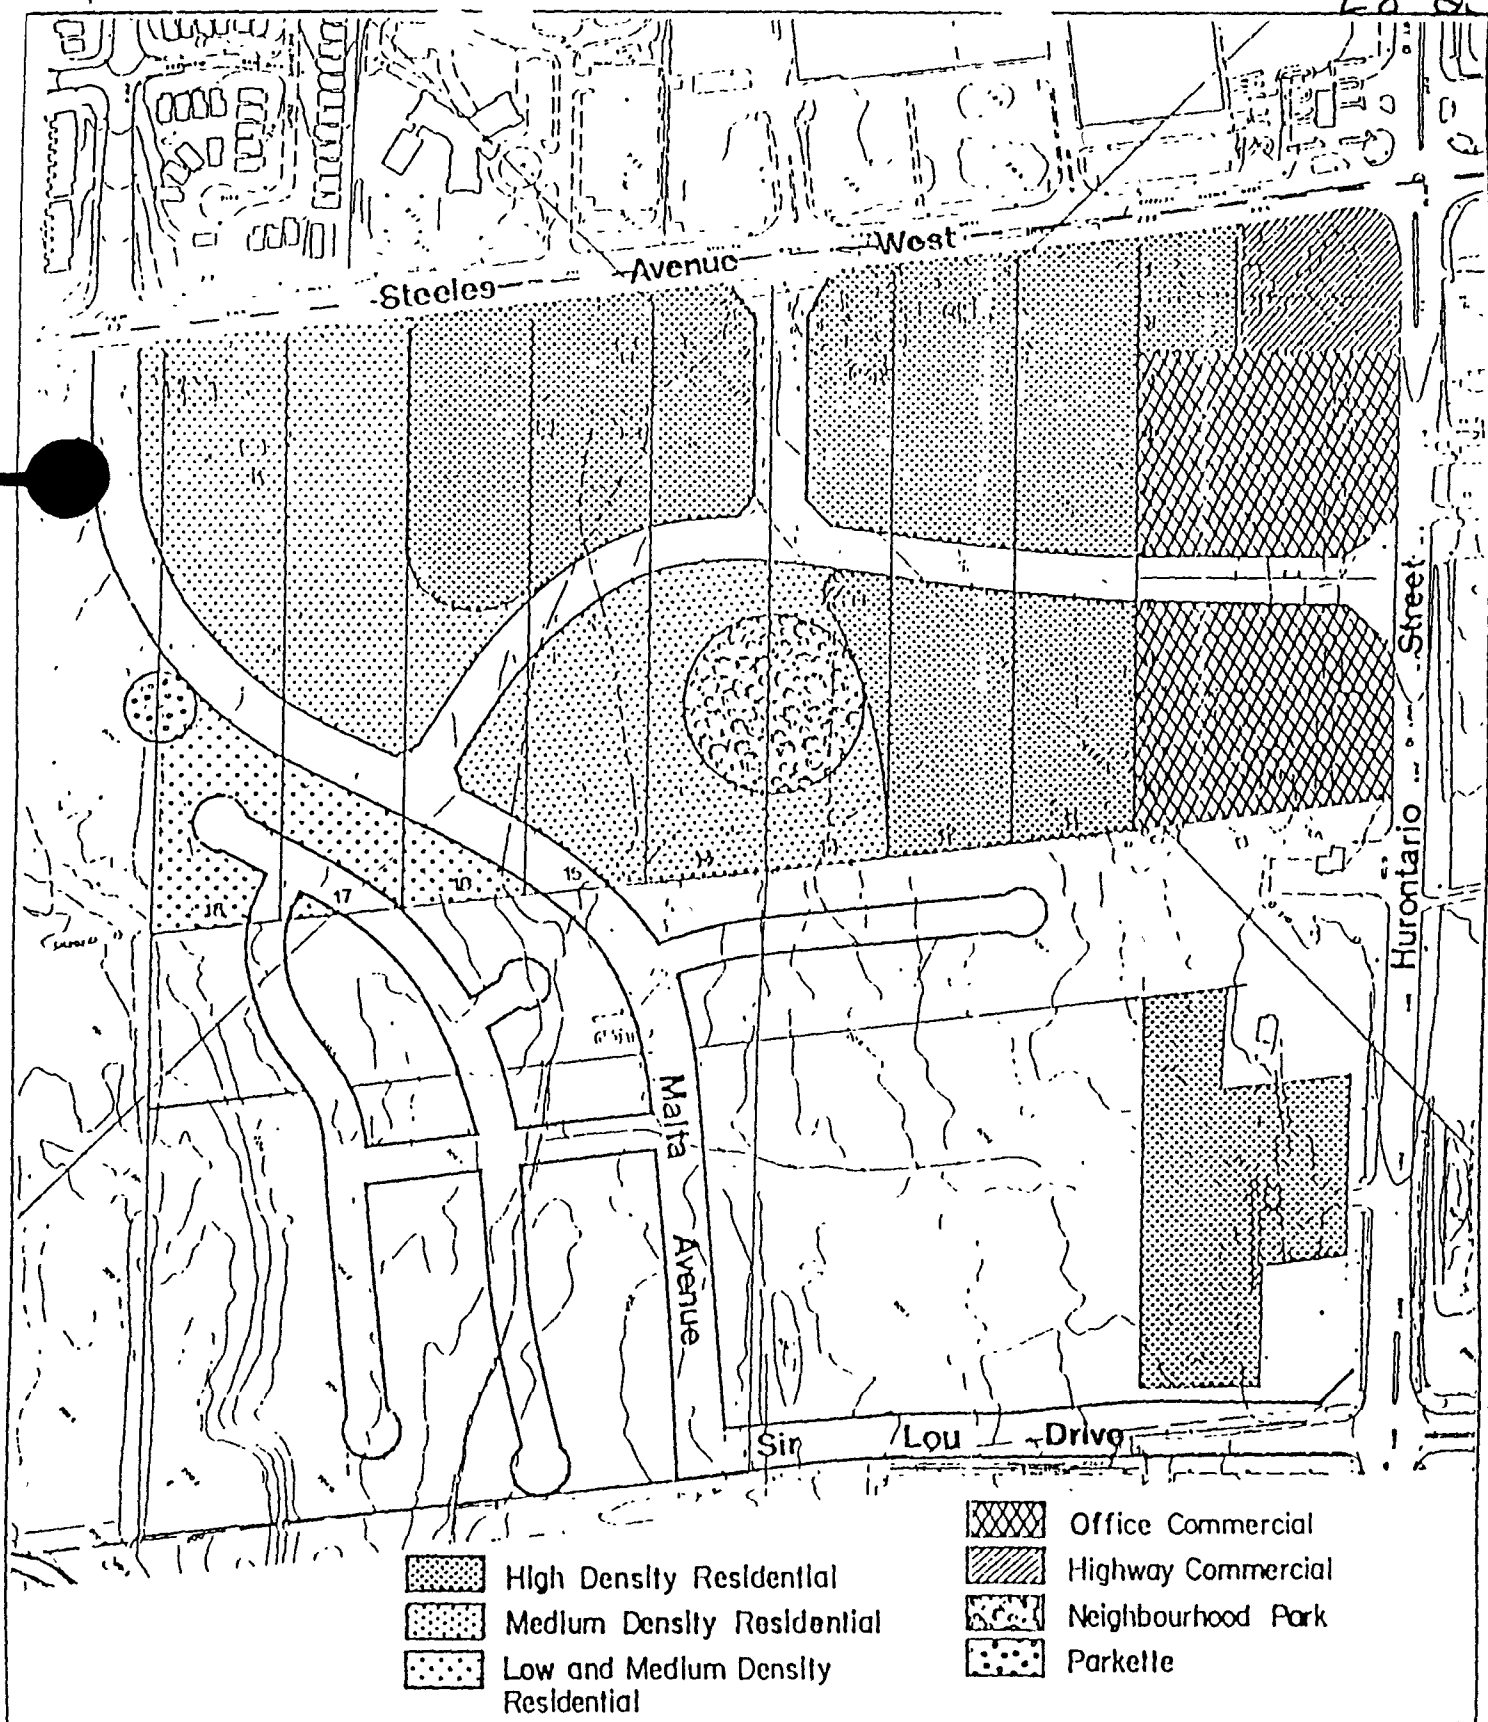 Steeles Avenue West
Hurontario Street
17
15
Malta Avenue
Sir Lou Drive
High Density Residential
Medium Density Residential
Low and Medium Density
Residential
Office Commercial
Highway Commercial
Neighbourhood Park
Parkette